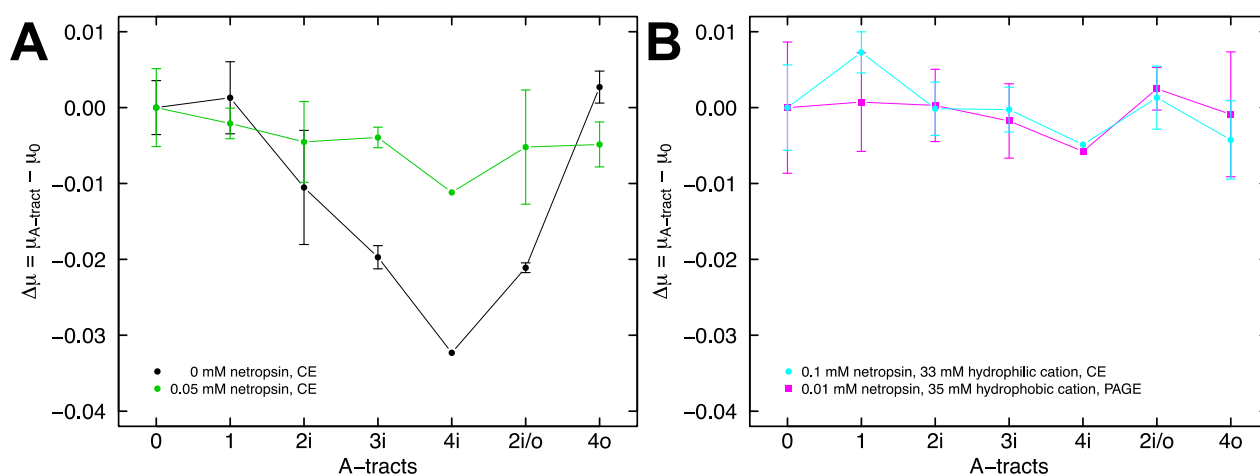 A
0.01
0.00
−0.01
−0.02
−0.03
−0.04
Δμ = μA−tract − μ0
0 mM netropsin, CE
0.05 mM netropsin, CE
0 1 2i 3i 4i 2i/o 4o
A−tracts
B
0.01
0.00
−0.01
−0.02
−0.03
−0.04
Δμ = μA−tract − μ0
0.1 mM netropsin, 33 mM hydrophilic cation, CE
0.01 mM netropsin, 35 mM hydrophobic cation, PAGE
0 1 2i 3i 4i 2i/o 4o
A−tracts